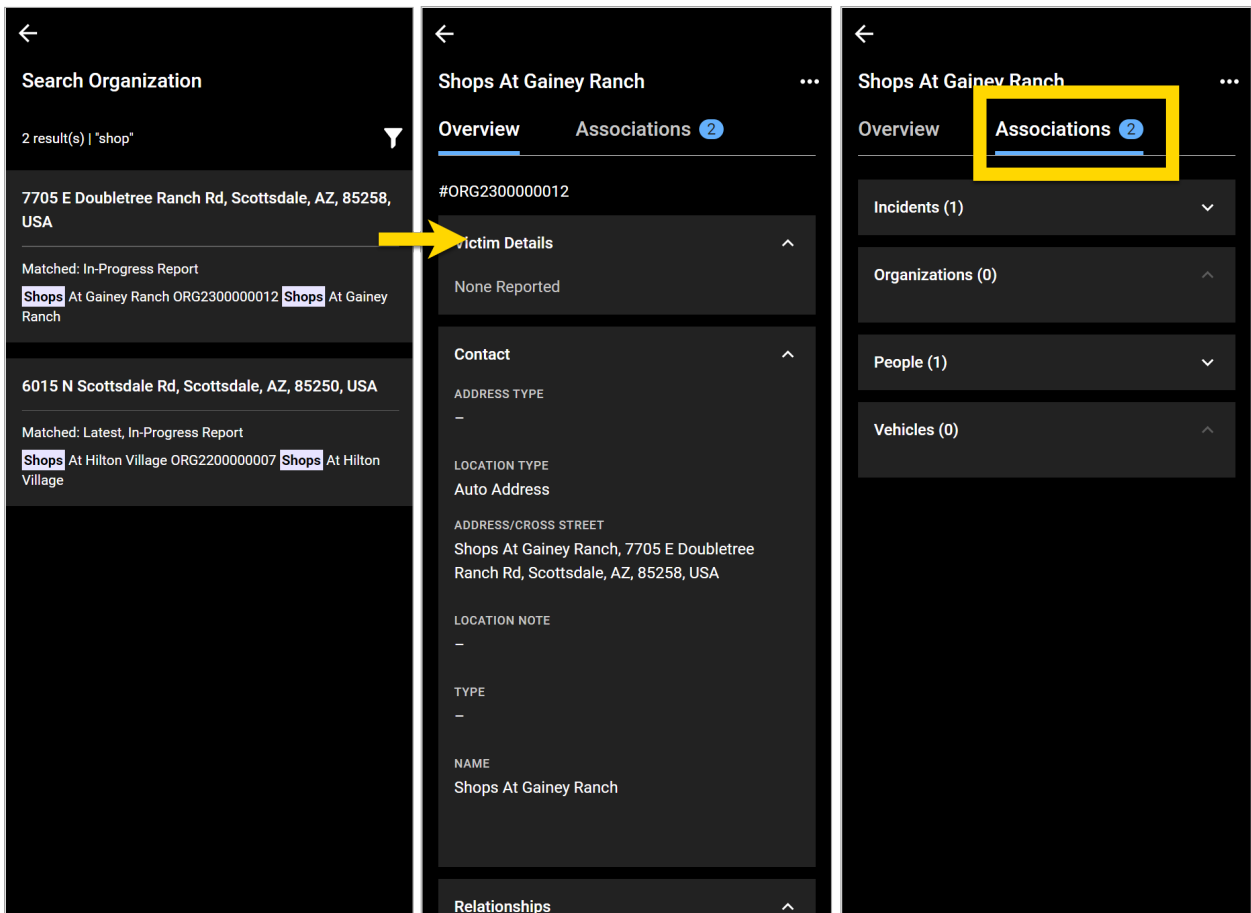 Search Organization
2 result(s) | "shop"
7705 E Doubletree Ranch Rd, Scottsdale, AZ, 85258,
USA
Matched: In-Progress Report
Shops At Gainey Ranch ORG2300000012 Shops At Gainey
Ranch
6015 N Scottsdale Rd, Scottsdale, AZ, 85250, USA
Matched: Latest, In-Progress Report
Shops At Hilton Village ORG2200000007 Shops At Hilton
Village
Shops At Gainey Ranch
Overview Associations 2
#ORG2300000012
Victim Details
None Reported
Contact
ADDRESS TYPE
–
LOCATION TYPE
Auto Address
ADDRESS/CROSS STREET
Shops At Gainey Ranch, 7705 E Doubletree
Ranch Rd, Scottsdale, AZ, 85258, USA
LOCATION NOTE
–
TYPE
–
NAME
Shops At Gainey Ranch
Relationships
Shops At Gainey Ranch
Overview Associations 2
Incidents (1)
Organizations (0)
People (1)
Vehicles (0)